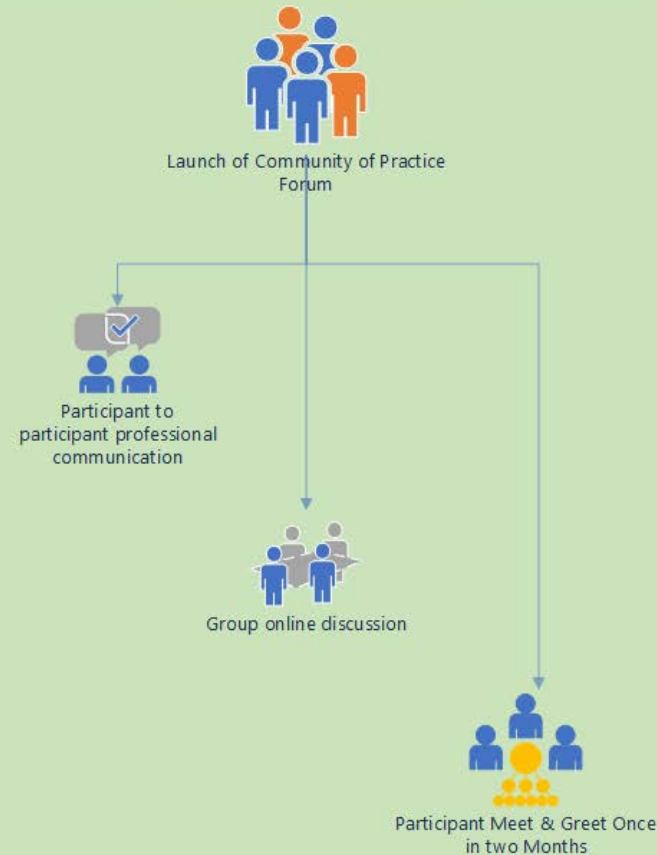 Launch of Community of Practice
Forum
Participant to
participant professional
communication
Group online discussion
Participant Meet & Greet Once
in two Months